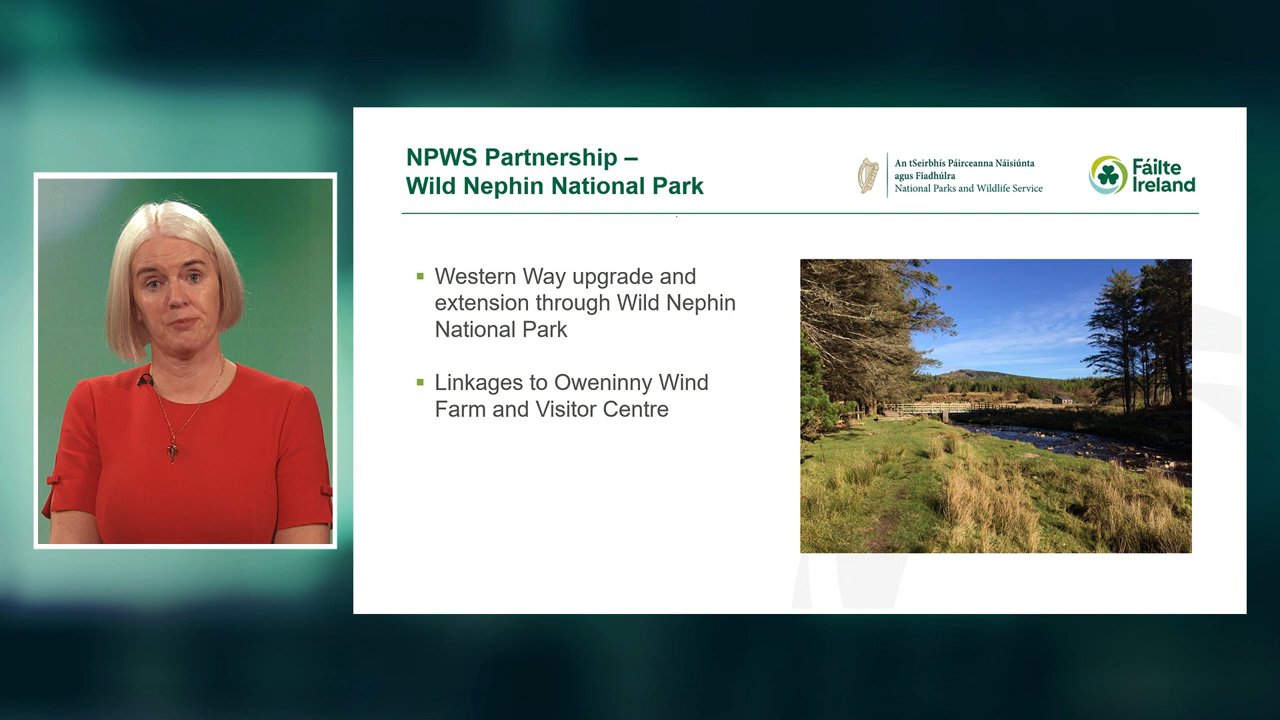 NPWS Partnership –
Wild Nephin National Park
An tSeirbhís Páirceanna Náisiúnta
agus Fiadhúlra
National Parks and Wildlife Service
Fáilte
Ireland
▪ Western Way upgrade and
extension through Wild Nephin
National Park
▪ Linkages to Oweninny Wind
Farm and Visitor Centre